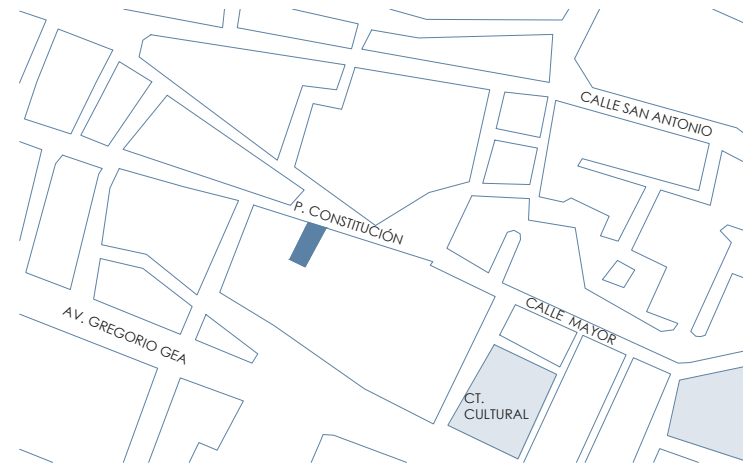 CALLE SAN ANTONIO
P. CONSTITUCIÓN
CALLE MAYOR
AV. GREGORIO GEA
CT.
CULTURAL